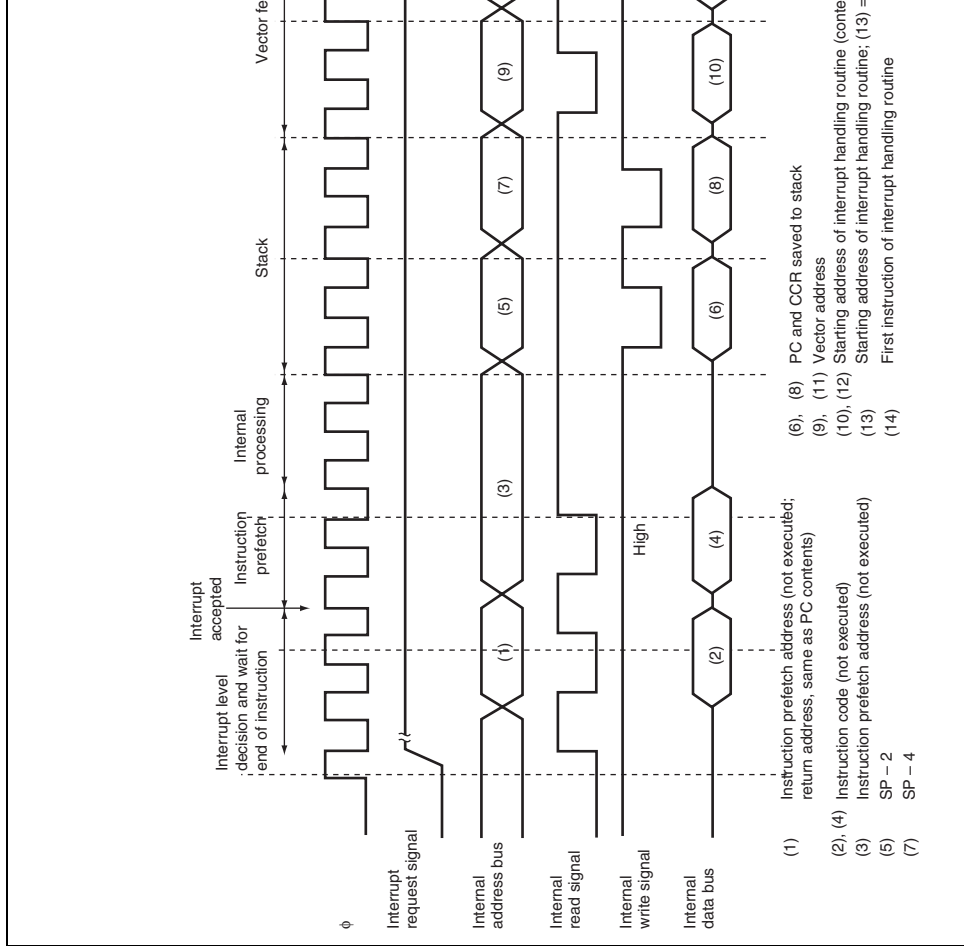 Interrupt level
decision and wait for
end of instruction
Interrupt
accepted
Instruction
prefetch
Internal
processing
Stack
Vector fe
φ
Interrupt
request signal
Internal
address bus
(1)
(3)
(5)
(7)
(9)
Internal
read signal
Internal
write signal
High
Internal
data bus
(2)
(4)
(6)
(8)
(10)
(1) Instruction prefetch address (not executed;
return address, same as PC contents)
(2), (4) Instruction code (not executed)
(3) Instruction prefetch address (not executed)
(5) SP – 2
(7) SP – 4
(6), (8) PC and CCR saved to stack
(9), (11) Vector address
(10), (12) Starting address of interrupt handling routine (conte
(13) Starting address of interrupt handling routine; (13) =
(14) First instruction of interrupt handling routine